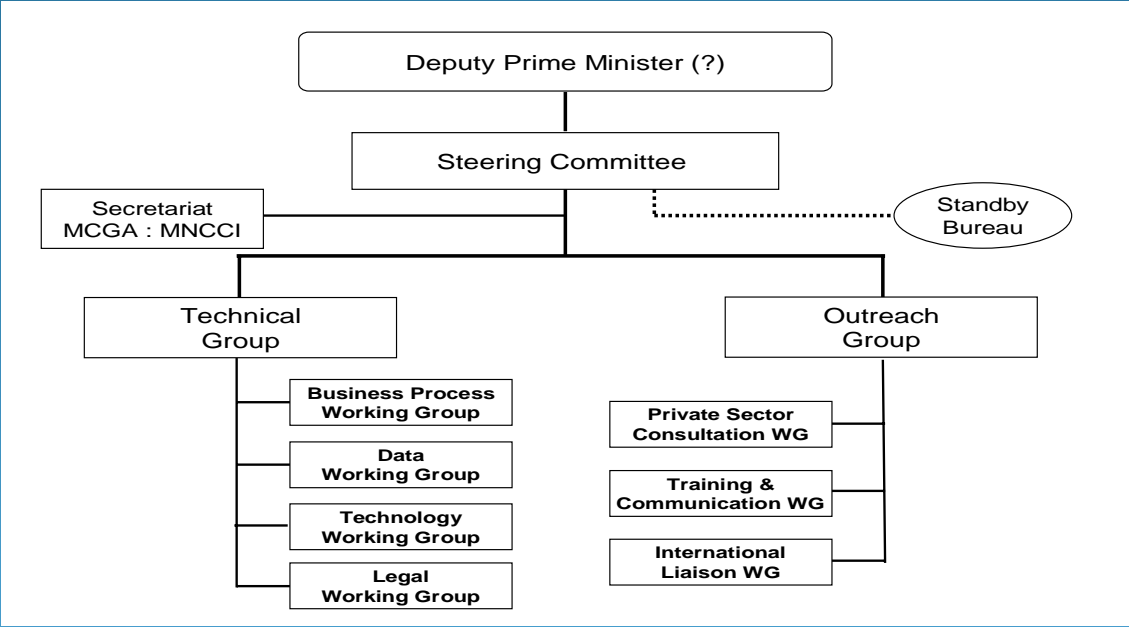 Deputy Prime Minister (?)
Steering Committee
Secretariat
MCGA : MNCCI
Standby
Bureau
Technical
Group
Outreach
Group
Business Process
Working Group
Data
Working Group
Technology
Working Group
Legal
Working Group
Private Sector
Consultation WG
Training &
Communication WG
International
Liaison WG